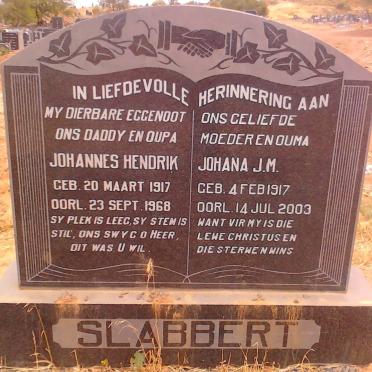 IN LIEFDEVOLLE HERINNERING AAN
MY DIERBARE EGGENOOT
ONS DADDY EN OUPA
JOHANNES HENDRIK
GEB. 20 MAART 1917
OORL. 23 SEPT. 1968
SY PLEK IS LEEG, SY STEM IS
STIL, ONS SWYG O HEER,
DIT WAS U WIL.
ONS GELIEFDE
MOEDER EN OUMA
JOHANA J.M.
GEB. 4 FEB 1917
OORL. 14 JUL 2003
WANT VIR MY IS DIE
LEWE CHRISTUS EN
DIE STERWE N WINS
SLABBERT